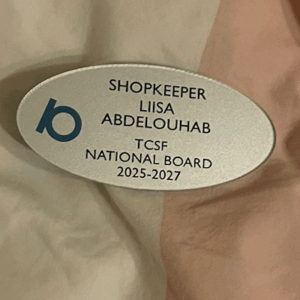 SHOPKEEPER
LIISA
ABDELOUHAB
TCSF
NATIONAL BOARD
2025-2027